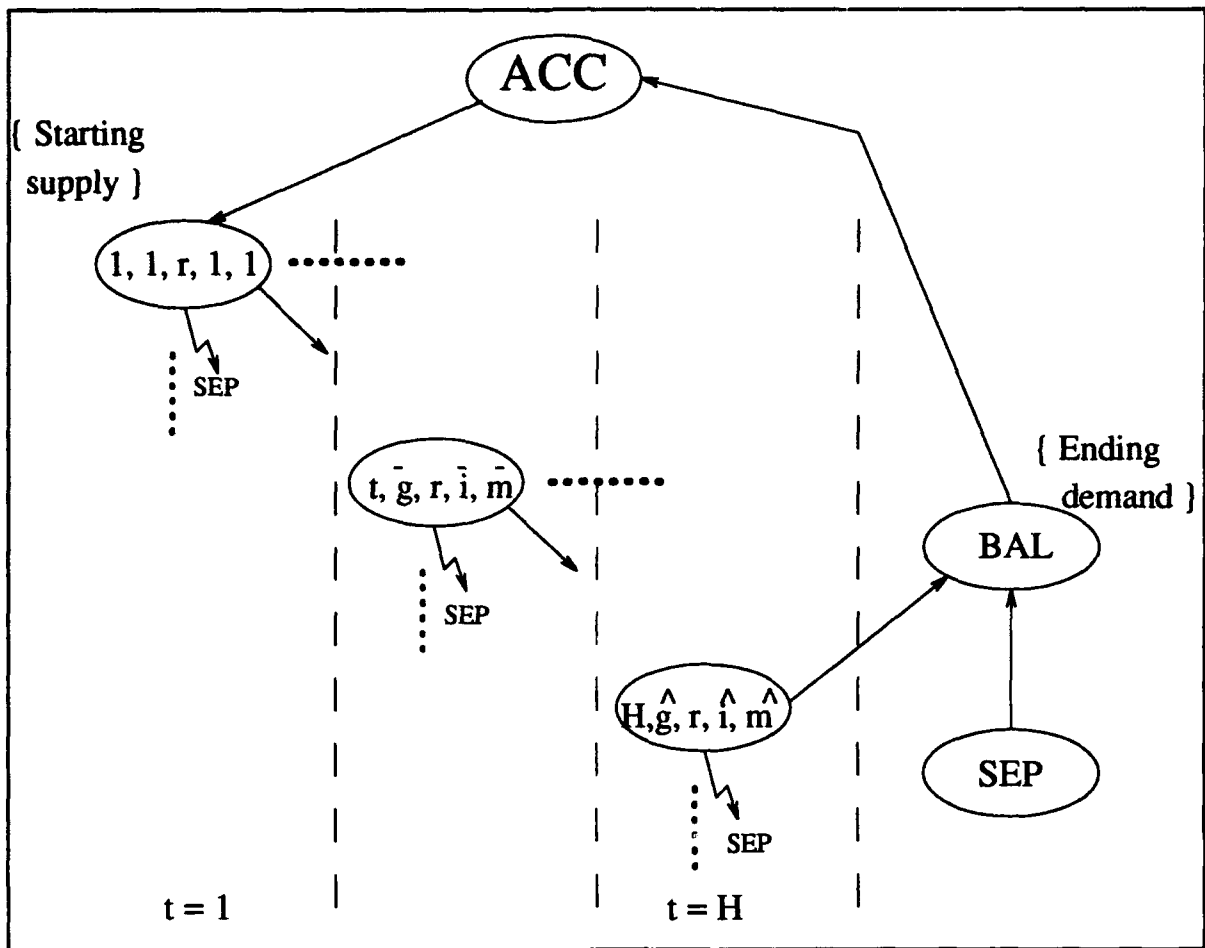 ACC
{ Starting
supply }
1, 1, r, 1, 1
SEP
t, ḡ, r, ī, m̄
SEP
{ Ending
demand }
BAL
H, ĝ, r, î, m̂
SEP
SEP
t = 1
t = H